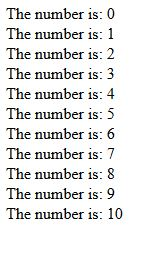 The number is: 0
The number is: 1
The number is: 2
The number is: 3
The number is: 4
The number is: 5
The number is: 6
The number is: 7
The number is: 8
The number is: 9
The number is: 10